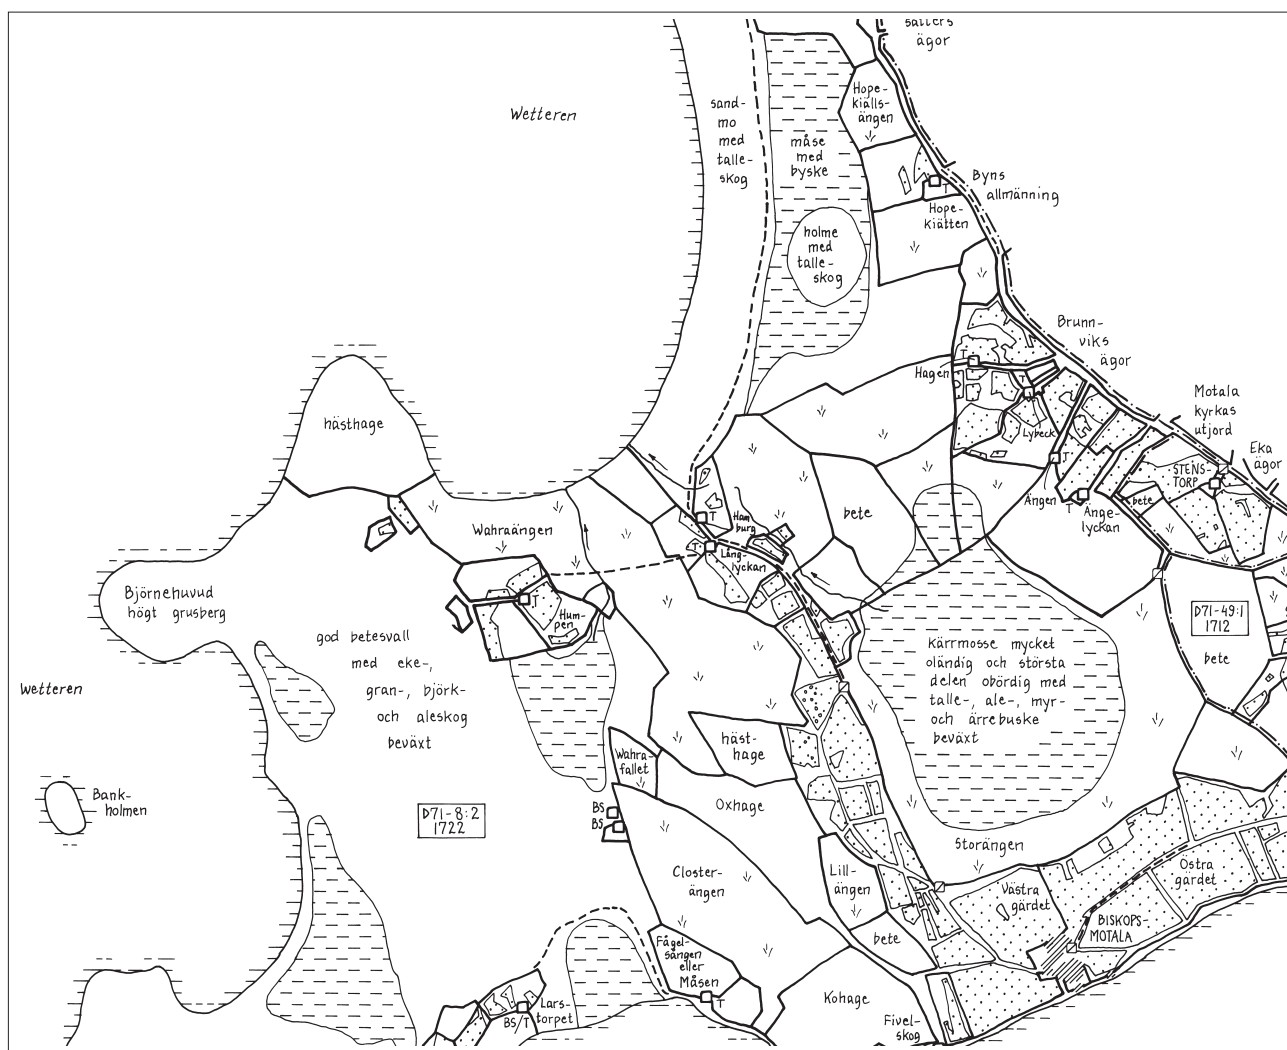 sätters
ägor
Wetteren
sand-
mo
med
talle-
skog
måse
med
byske
Hope-
kiälls-
ängen
T
Byns
allmänning
Hope-
kiätten
holme
med
talle-
skog
Brunn-
viks
ägor
T
Hagen
T
Lybeck
Motala
kyrkas
utjord
Eka
ägor
STENS-
TORP
T
Ängen
T
Änge-
lyckan
bete
hästhage
Wahraängen
T
Ham
burg
bete
T
Lång-
lyckan
Björnehuvud
högt grusberg
T
Hum-
pen
god betesvall
med eke-,
gran-, björk-
och aleskog
beväxt
Wetteren
Kärrmosse mycket
oländig och största
delen obördig med
talle-, ale-, myr-
och ärrebuske
beväxt
D71-49:1
1712
bete
häst-
hage
Wahra-
fallet
Bank-
holmen
D71-8:2
1722
BS
BS
Oxhage
Storängen
Closter-
ängen
Lill-
ängen
Västra
gärdet
Östra
gärdet
BISKOPS-
MOTALA
bete
Fågel-
sången
eller
Måsen
T
Kohage
Lars-
torpet
BS/T
Fivel-
skog